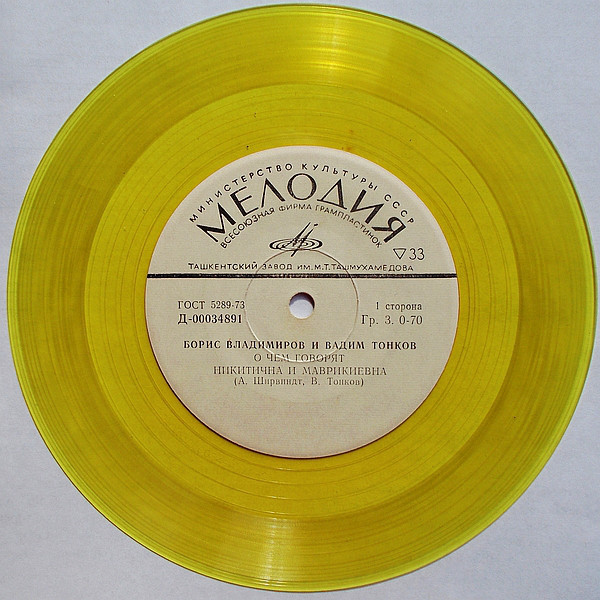 МИНИСТЕРСТВО КУЛЬТУРЫ СССР
МЕЛОДИЯ
ВСЕСОЮЗНАЯ ФИРМА ГРАМПЛАСТИНОК
▽33
ТАШКЕНТСКИЙ ЗАВОД ИМ.М.Т.ТАШМУХАМЕДОВА
ГОСТ 5289-73 1 сторона
Д-00034891 Гр. 3. 0-70
БОРИС ВЛАДИМИРОВ И ВАДИМ ТОНКОВ
О ЧЕМ ГОВОРЯТ
НИКИТИЧНА И МАВРИКИЕВНА
(А. Ширвиндт, В. Тонков)